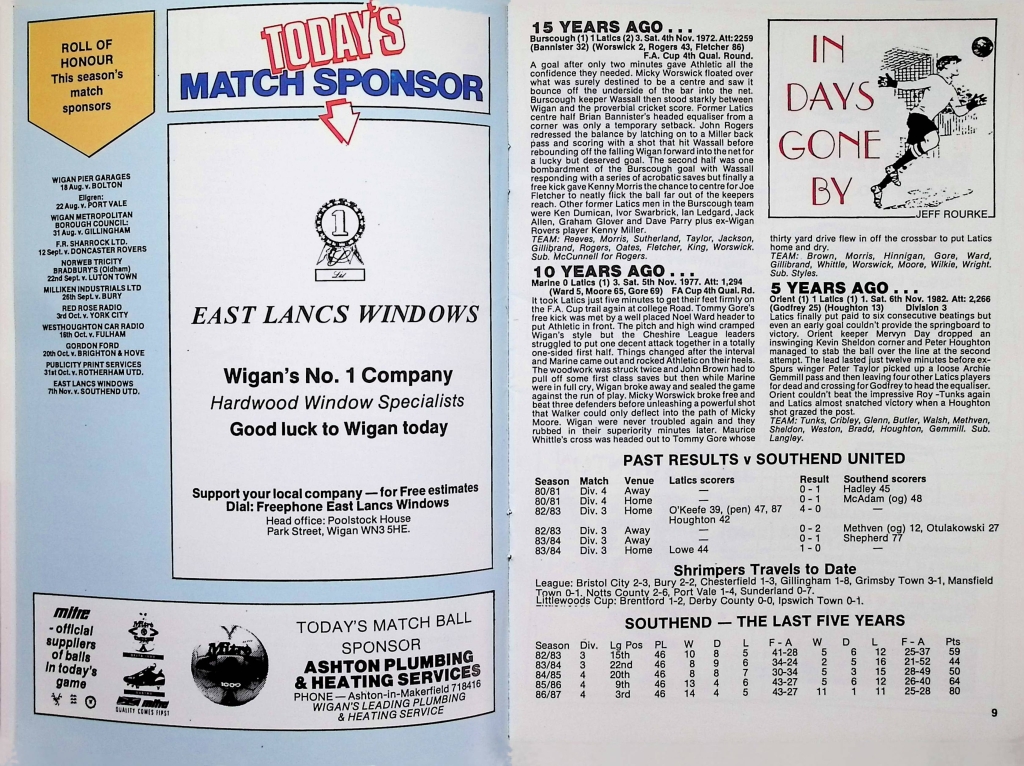 ROLL OF
HONOUR
This season's
match
sponsors
WIGAN PIER GARAGES
18 Aug. v. BOLTON
Ellgren:
22 Aug. v. PORT VALE
WIGAN METROPOLITAN
BOROUGH COUNCIL:
31 Aug. v. GILLINGHAM
F.R. SHARROCK LTD.
12 Sept. v. DONCASTER ROVERS
NORWEB TRICITY
BRADBURY'S (Oldham)
22nd Sept. v. LUTON TOWN
MILLIKEN INDUSTRIALS LTD
26th Sept. v. BURY
RED ROSE RADIO
3rd Oct. v. YORK CITY
WESTHOUGHTON CAR RADIO
16th Oct. v. FULHAM
GORDON FORD
20th Oct. v. BRIGHTON & HOVE
PUBLICITY PRINT SERVICES
31st Oct. v. ROTHERHAM UTD.
EAST LANCS WINDOWS
7th Nov. v. SOUTHEND UTD.
TODAY'S
MATCH SPONSOR
1
Ltd
EAST LANCS WINDOWS
Wigan's No. 1 Company
Hardwood Window Specialists
Good luck to Wigan today
Support your local company — for Free estimates
Dial: Freephone East Lancs Windows
Head office: Poolstock House
Park Street, Wigan WN3 5HE.
mitre
- official
suppliers
of balls
in today's
game
Mitre
QUALITY COMES FIRST
Mitre
1000
TODAY'S MATCH BALL
SPONSOR
ASHTON PLUMBING
& HEATING SERVICES
PHONE — Ashton-in-Makerfield 718416
WIGAN'S LEADING PLUMBING
& HEATING SERVICE
15 YEARS AGO . . .
Burscough (1) 1 Latics (2) 3. Sat. 4th Nov. 1972. Att:2259
(Bannister 32) (Worswick 2, Rogers 43, Fletcher 86)
F.A. Cup 4th Qual. Round.
A goal after only two minutes gave Athletic all the
confidence they needed. Micky Worswick floated over
what was surely destined to be a centre and saw it
bounce off the underside of the bar into the net.
Burscough keeper Wassall then stood starkly between
Wigan and the proverbial cricket score. Former Latics
centre half Brian Bannister's headed equaliser from a
corner was only a temporary setback. John Rogers
redressed the balance by latching on to a Miller back
pass and scoring with a shot that hit Wassall before
rebounding off the falling Wigan forward into the net for
a lucky but deserved goal. The second half was one
bombardment of the Burscough goal with Wassall
responding with a series of acrobatic saves but finally a
free kick gave Kenny Morris the chance to centre for Joe
Fletcher to neatly flick the ball far out of the keepers
reach. Other former Latics men in the Burscough team
were Ken Dumican, Ivor Swarbrick, Ian Ledgard, Jack
Allen, Graham Glover and Dave Parry plus ex-Wigan
Rovers player Kenny Miller.
TEAM: Reeves, Morris, Sutherland, Taylor, Jackson,
Gillibrand, Rogers, Oates, Fletcher, King, Worswick.
Sub. McCunnell for Rogers.
10 YEARS AGO . . .
Marine 0 Latics (1) 3. Sat. 5th Nov. 1977. Att: 1,294
(Ward 5, Moore 65, Gore 69) FA Cup 4th Qual. Rd.
It took Latics just five minutes to get their feet firmly on
the F.A. Cup trail again at college Road. Tommy Gore's
free kick was met by a well placed Noel Ward header to
put Athletic in front. The pitch and high wind cramped
Wigan's style but the Cheshire League leaders
struggled to put one decent attack together in a totally
one-sided first half. Things changed after the interval
and Marine came out and rocked Athletic on their heels.
The woodwork was struck twice and John Brown had to
pull off some first class saves but then while Marine
were in full cry, Wigan broke away and sealed the game
against the run of play. Micky Worswick broke free and
beat three defenders before unleashing a powerful shot
that Walker could only deflect into the path of Micky
Moore. Wigan were never troubled again and they
rubbed in their superiority minutes later. Maurice
Whittle's cross was headed out to Tommy Gore whose
IN
DAYS
GONE
BY
JEFF ROURKE
thirty yard drive flew in off the crossbar to put Latics
home and dry.
TEAM: Brown, Morris, Hinnigan, Gore, Ward,
Gillibrand, Whittle, Worswick, Moore, Wilkie, Wright.
Sub. Styles.
5 YEARS AGO . . .
Orient (1) 1 Latics (1) 1. Sat. 6th Nov. 1982. Att: 2,266
(Godfrey 25) (Houghton 13) Division 3
Latics finally put paid to six consecutive beatings but
even an early goal couldn't provide the springboard to
victory. Orient keeper Mervyn Day dropped an
inswinging Kevin Sheldon corner and Peter Houghton
managed to stab the ball over the line at the second
attempt. The lead lasted just twelve minutes before ex-
Spurs winger Peter Taylor picked up a loose Archie
Gemmill pass and then leaving four other Latics players
for dead and crossing for Godfrey to head the equaliser.
Orient couldn't beat the impressive Roy -Tunks again
and Latics almost snatched victory when a Houghton
shot grazed the post.
TEAM: Tunks, Cribley, Glenn, Butler, Walsh, Methven,
Sheldon, Weston, Bradd, Houghton, Gemmill. Sub.
Langley.
PAST RESULTS v SOUTHEND UNITED
Season Match Venue Latics scorers Result Southend scorers
80/81 Div. 4 Away — 0 - 1 Hadley 45
80/81 Div. 4 Home — 0 - 1 McAdam (og) 48
82/83 Div. 3 Home O'Keefe 39, (pen) 47, 87 4 - 0 —
Houghton 42
82/83 Div. 3 Away — 0 - 2 Methven (og) 12, Otulakowski 27
83/84 Div. 3 Away — 0 - 1 Shepherd 77
83/84 Div. 3 Home Lowe 44 1 - 0 —
Shrimpers Travels to Date
League: Bristol City 2-3, Bury 2-2, Chesterfield 1-3, Gillingham 1-8, Grimsby Town 3-1, Mansfield
Town 0-1. Notts County 2-6, Port Vale 1-4, Sunderland 0-7.
Littlewoods Cup: Brentford 1-2, Derby County 0-0, Ipswich Town 0-1.
SOUTHEND — THE LAST FIVE YEARS
Season Div. Lg Pos PL W D L F - A W D L F - A Pts
82/83 3 15th 46 10 8 5 41-28 5 6 12 25-37 59
83/84 3 22nd 46 8 9 6 34-24 2 5 16 21-52 44
84/85 4 20th 46 8 8 7 30-34 5 3 15 28-49 50
85/86 4 9th 46 13 4 6 43-27 5 6 12 26-40 64
86/87 4 3rd 46 14 4 5 43-27 11 1 11 25-28 80
9